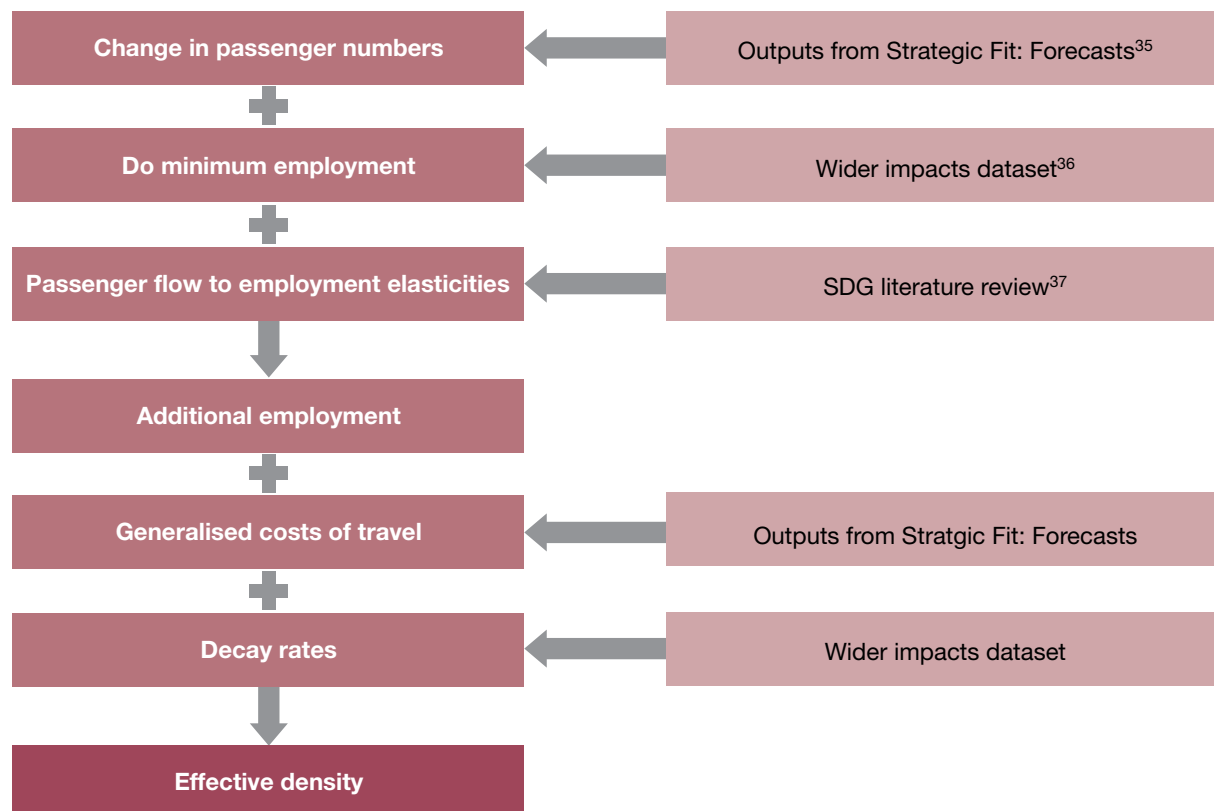 Change in passenger numbers
Outputs from Strategic Fit: Forecasts³⁵
Do minimum employment
Wider impacts dataset³⁶
Passenger flow to employment elasticities
SDG literature review³⁷
Additional employment
Generalised costs of travel
Outputs from Stratgic Fit: Forecasts
Decay rates
Wider impacts dataset
Effective density